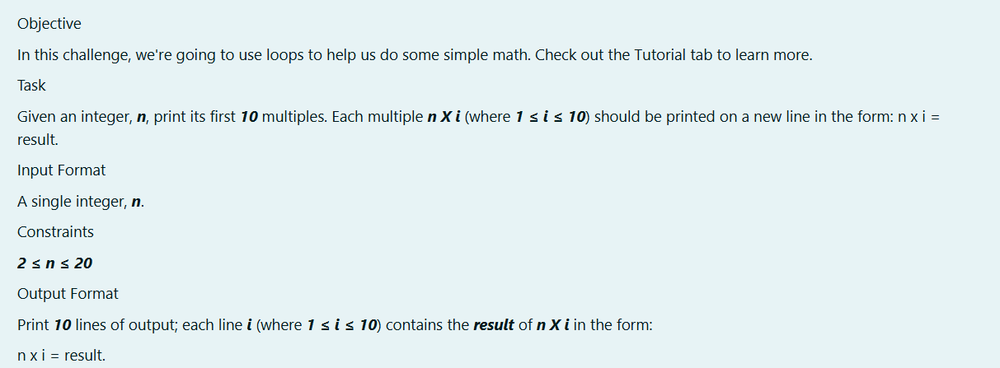 Objective
In this challenge, we're going to use loops to help us do some simple math. Check out the Tutorial tab to learn more.
Task
Given an integer, n, print its first 10 multiples. Each multiple n X i (where 1 ≤ i ≤ 10) should be printed on a new line in the form: n x i =
result.
Input Format
A single integer, n.
Constraints
2 ≤ n ≤ 20
Output Format
Print 10 lines of output; each line i (where 1 ≤ i ≤ 10) contains the result of n X i in the form:
n x i = result.